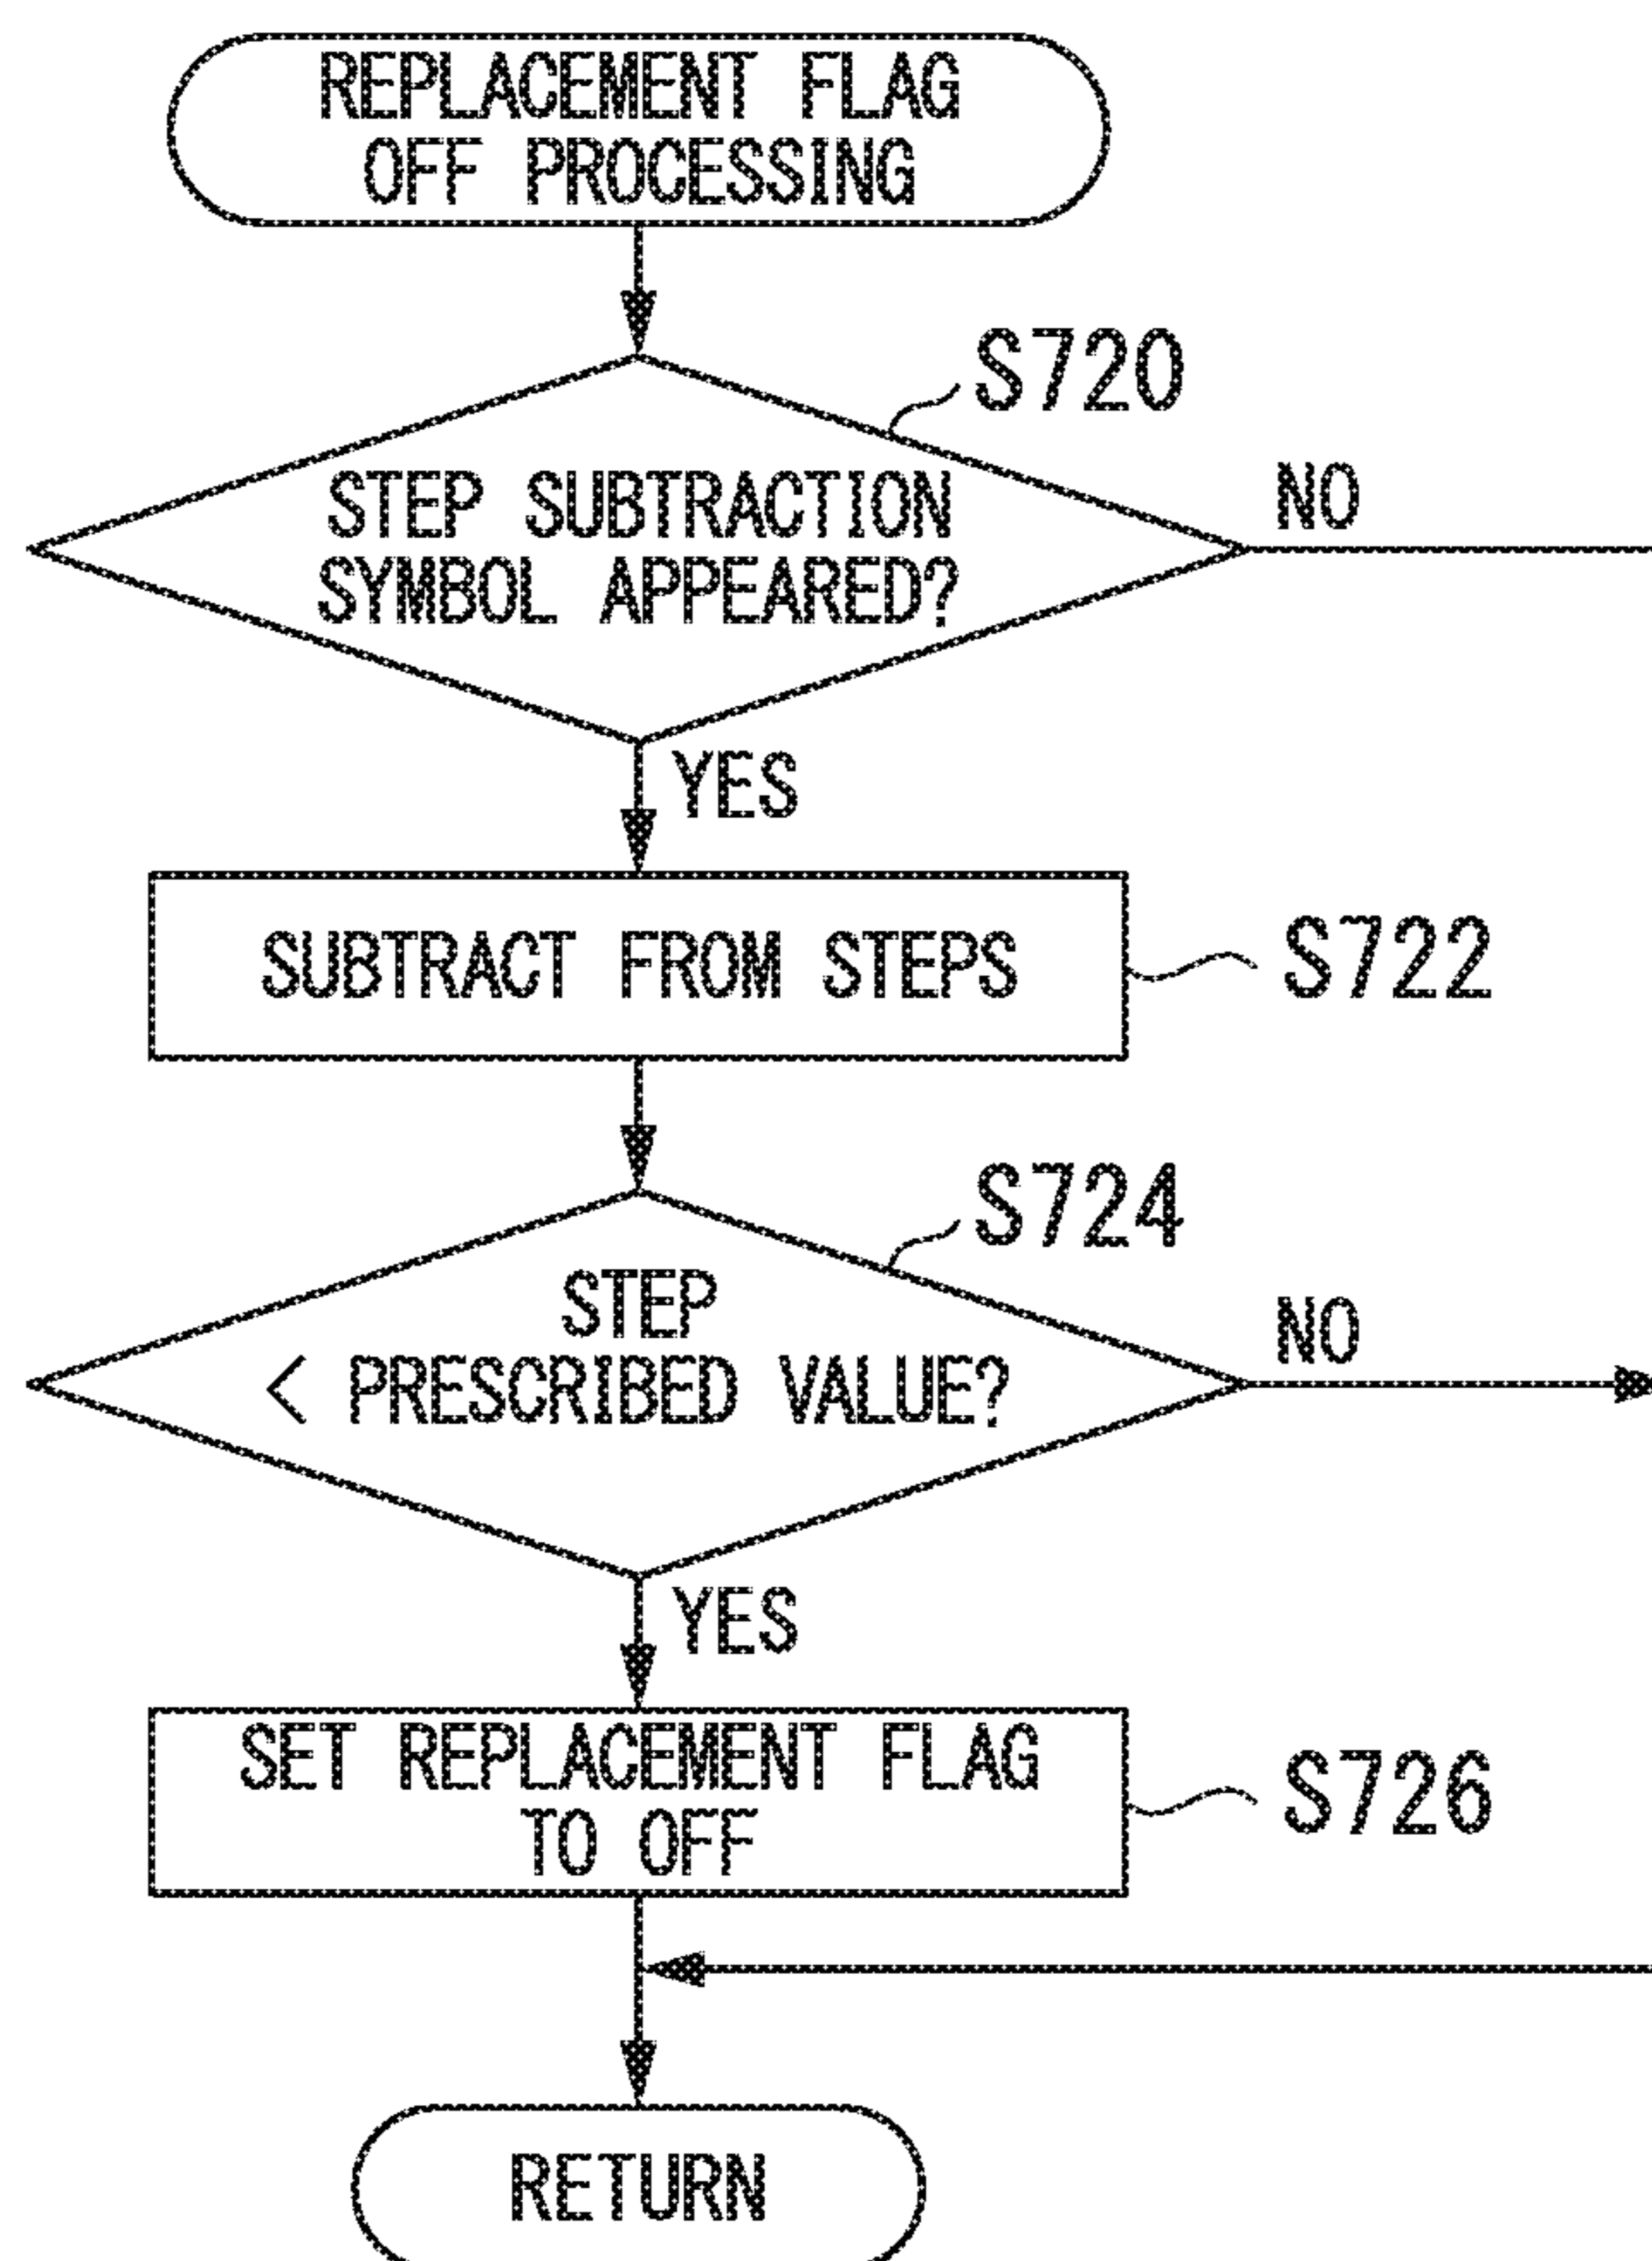 REPLACEMENT FLAG
OFF PROCESSING
S720
STEP SUBTRACTION
SYMBOL APPEARED?
NO
YES
SUBTRACT FROM STEPS
S722
S724
STEP
< PRESCRIBED VALUE?
NO
YES
SET REPLACEMENT FLAG
TO OFF
S726
RETURN